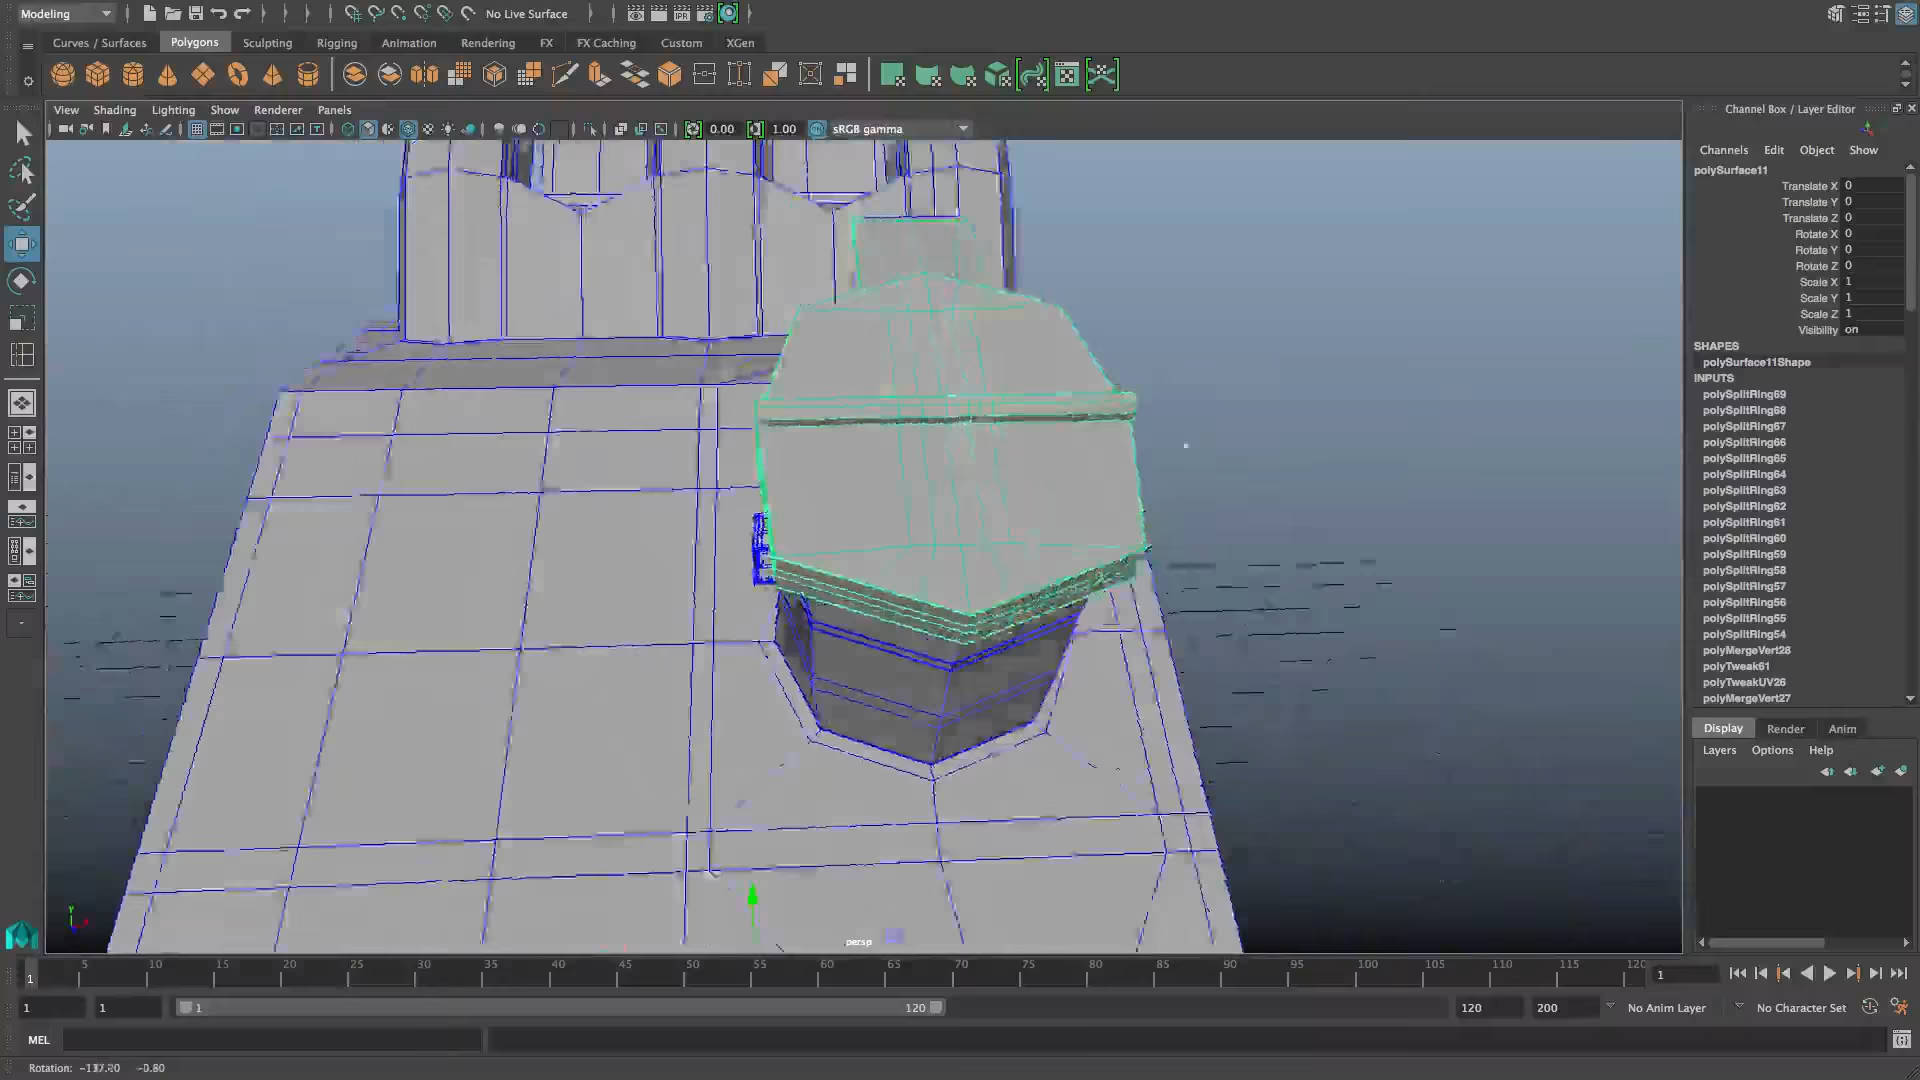 Modeling
No Live Surface
Curves / Surfaces Polygons Sculpting Rigging Animation Rendering FX FX Caching Custom XGen
IPR
View Shading Lighting Show Renderer Panels
0.00 1.00 sRGB gamma
Channel Box / Layer Editor
Channels Edit Object Show
polySurface11
Translate X 0
Translate Y 0
Translate Z 0
Rotate X 0
Rotate Y 0
Rotate Z 0
Scale X 1
Scale Y 1
Scale Z 1
Visibility on
SHAPES
polySurface11Shape
INPUTS
polySplitRing69
polySplitRing68
polySplitRing67
polySplitRing66
polySplitRing65
polySplitRing64
polySplitRing63
polySplitRing62
polySplitRing61
polySplitRing60
polySplitRing59
polySplitRing58
polySplitRing57
polySplitRing56
polySplitRing55
polySplitRing54
polyMergeVert28
polyTweak61
polyTweakUV26
polyMergeVert27
Display Render Anim
Layers Options Help
persp
1 5 10 15 20 25 30 35 40 45 50 55 60 65 70 75 80 85 90 95 100 105 110 115 120 1
1 1 1 120 120 200 No Anim Layer No Character Set
MEL
Rotation: -0.80